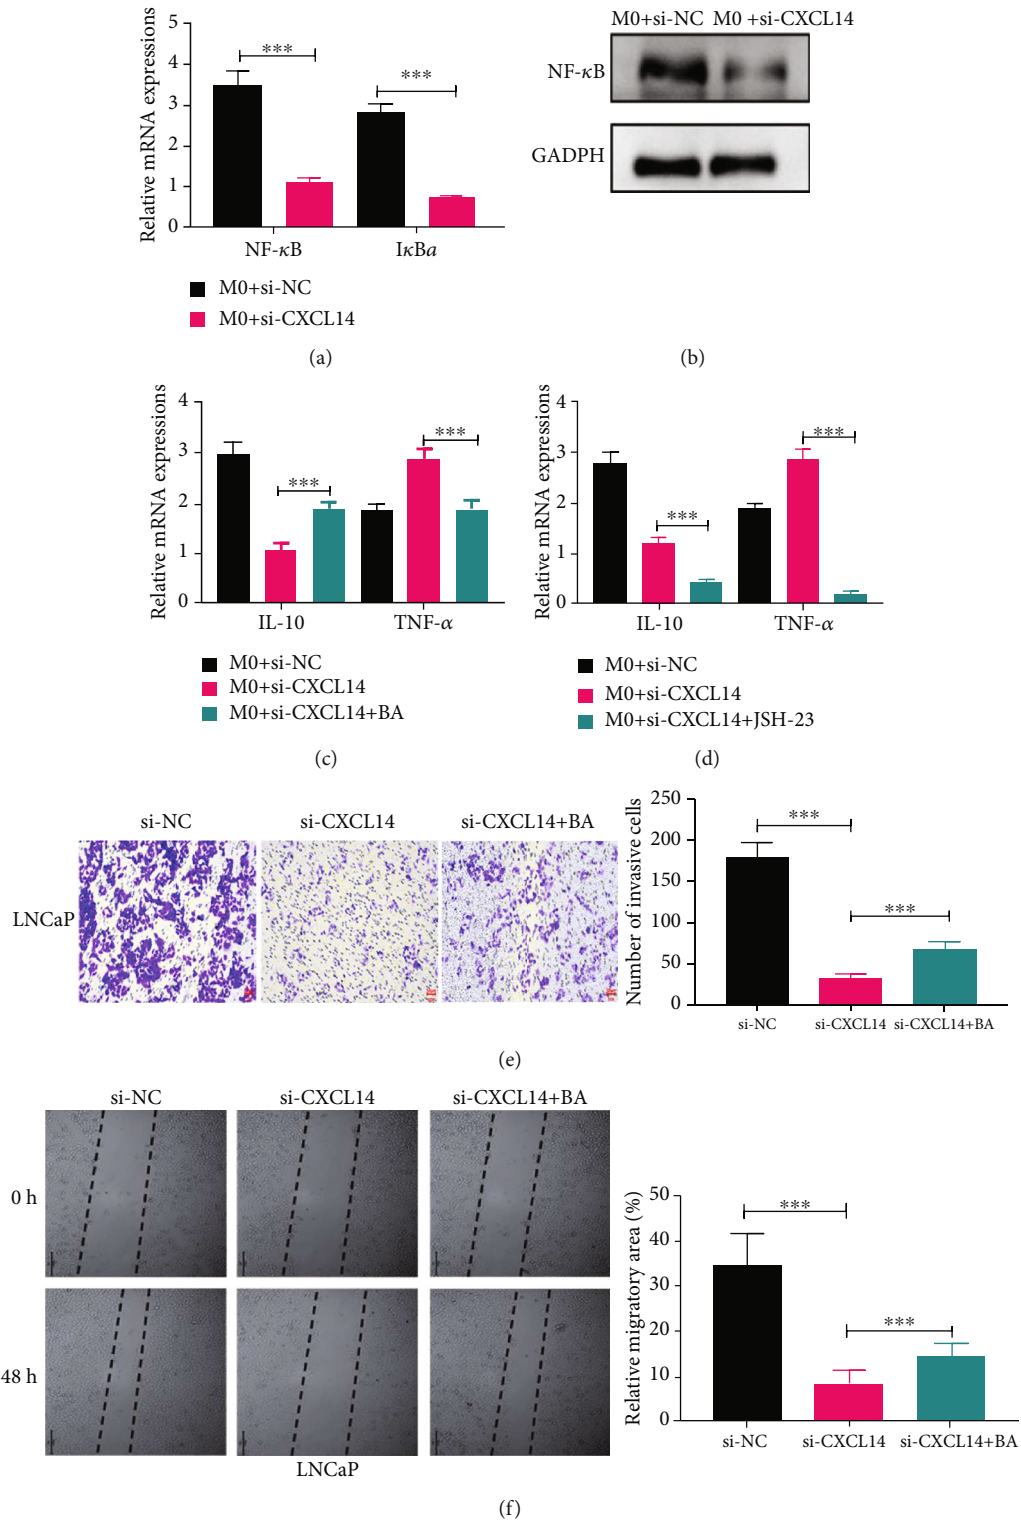 Relative mRNA expressions
5
4
3
2
1
0
***
***
NF-κB
IκBa
M0+si-NC
M0+si-CXCL14
(a)
M0+si-NC M0 +si-CXCL14
NF-κB
GADPH
(b)
Relative mRNA expressions
4
3
2
1
0
***
***
IL-10
TNF-α
M0+si-NC
M0+si-CXCL14
M0+si-CXCL14+BA
(c)
Relative mRNA expressions
4
3
2
1
0
***
***
IL-10
TNF-α
M0+si-NC
M0+si-CXCL14
M0+si-CXCL14+JSH-23
(d)
si-NC si-CXCL14 si-CXCL14+BA
LNCaP
Number of invasive cells
250
200
150
100
50
0
***
***
si-NC si-CXCL14 si-CXCL14+BA
(e)
si-NC si-CXCL14 si-CXCL14+BA
0 h
48 h
LNCaP
Relative migratory area (%)
50
40
30
20
10
0
***
***
si-NC si-CXCL14 si-CXCL14+BA
(f)